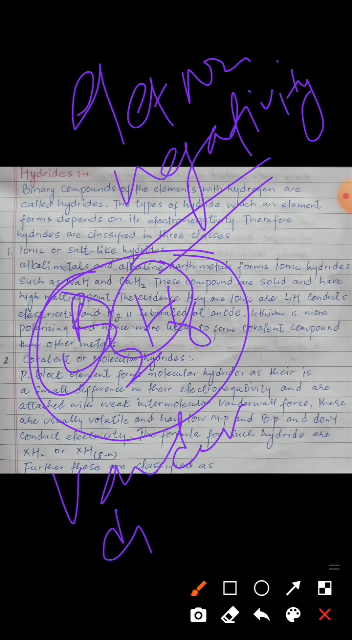 negativity
Hydrides :→
Binary compounds of the elements with hydrogen are
called hydrides. The types of hydride which an element
forms depends on its electronegativity. Therefore
hydrides are classified in three classes
1. Ionic or Salt-like hydrides
alkali metals and alkaline earth metals forms ionic hydrides
such as and CaH2 These compound are solid and have
high melting point The evidence they are ionic are LiH conducts
electricity and H2 is liberated at anode. Lithium is more
polarizing and more likely to form covalent compound
than other metals
2. Covalent or Molecular hydrides :-
P block element form molecular hydrides as their is
a small difference in their electronegativity and are
attached with weak intermolecular Vanderwall force, these
are usually volatile and have low M.p and Bp and don't
conduct electricity. The formula for such hydride are
XHn or XH(8-n)
Further these are classified as